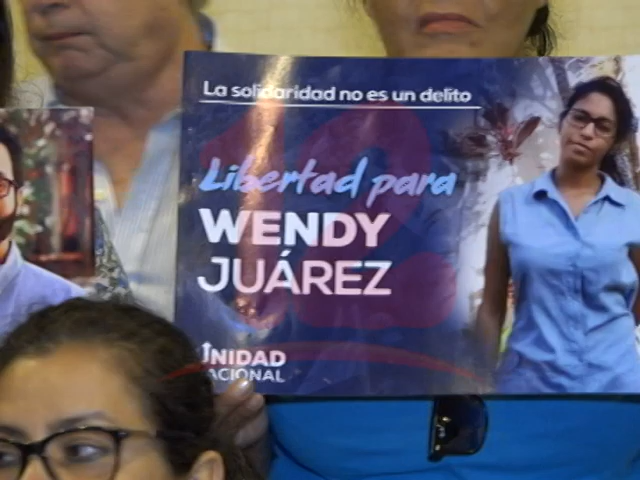 La solidaridad no es un delito
Libertad para
WENDY
JUÁREZ
UNIDAD
NACIONAL